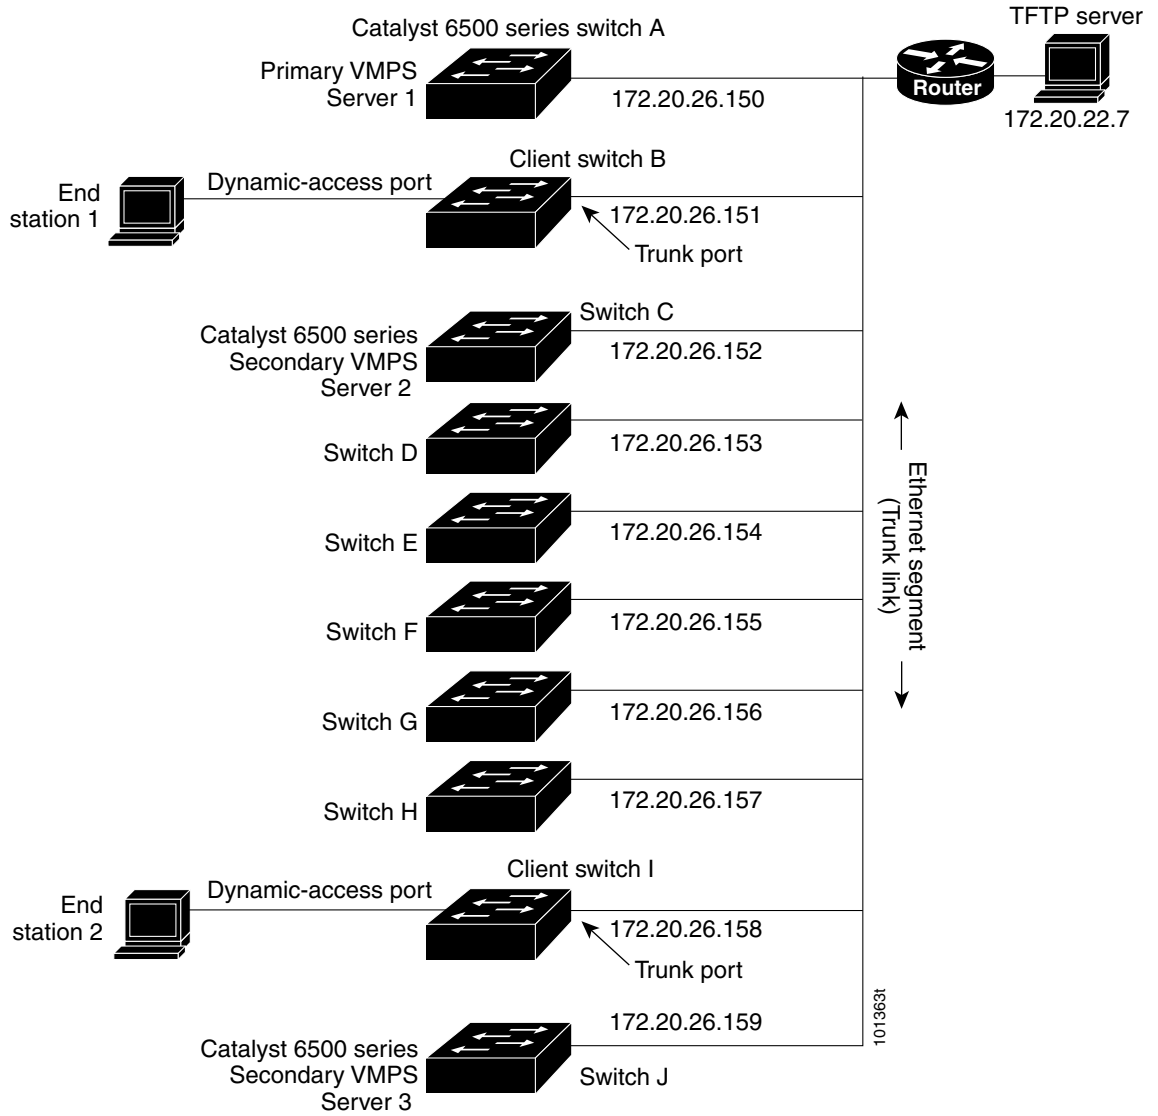 TFTP server
Catalyst 6500 series switch A
Primary VMPS
Server 1
172.20.26.150
Router
172.20.22.7
Client switch B
End
station 1
Dynamic-access port
172.20.26.151
Trunk port
Switch C
Catalyst 6500 series
Secondary VMPS
Server 2
172.20.26.152
Switch D
172.20.26.153
Switch E
172.20.26.154
Ethernet segment
(Trunk link)
Switch F
172.20.26.155
Switch G
172.20.26.156
Switch H
172.20.26.157
Client switch I
End
station 2
Dynamic-access port
172.20.26.158
Trunk port
101363t
172.20.26.159
Catalyst 6500 series
Secondary VMPS
Server 3
Switch J